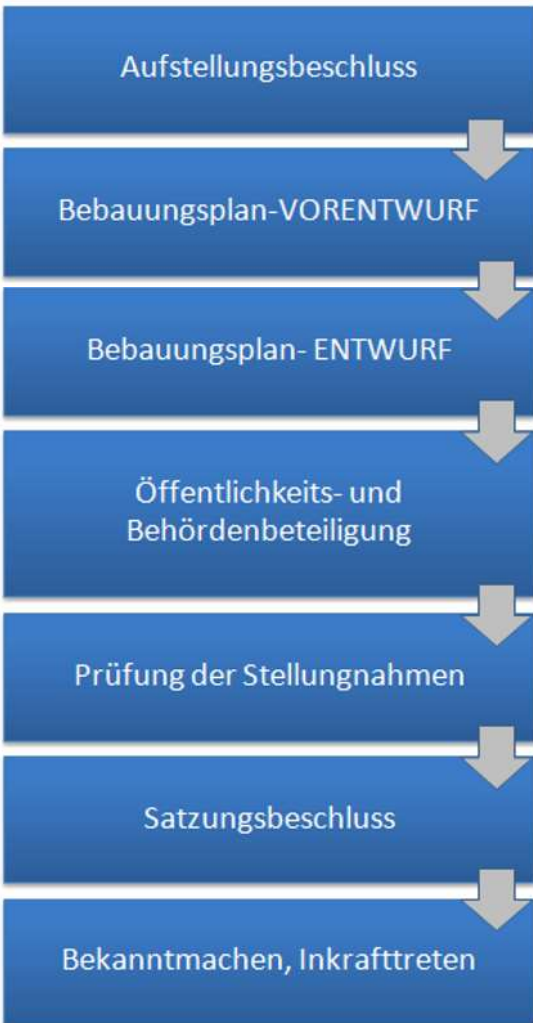 Aufstellungsbeschluss
Bebauungsplan-VORENTWURF
Bebauungsplan- ENTWURF
Öffentlichkeits- und
Behördenbeteiligung
Prüfung der Stellungnahmen
Satzungsbeschluss
Bekanntmachen, Inkrafttreten